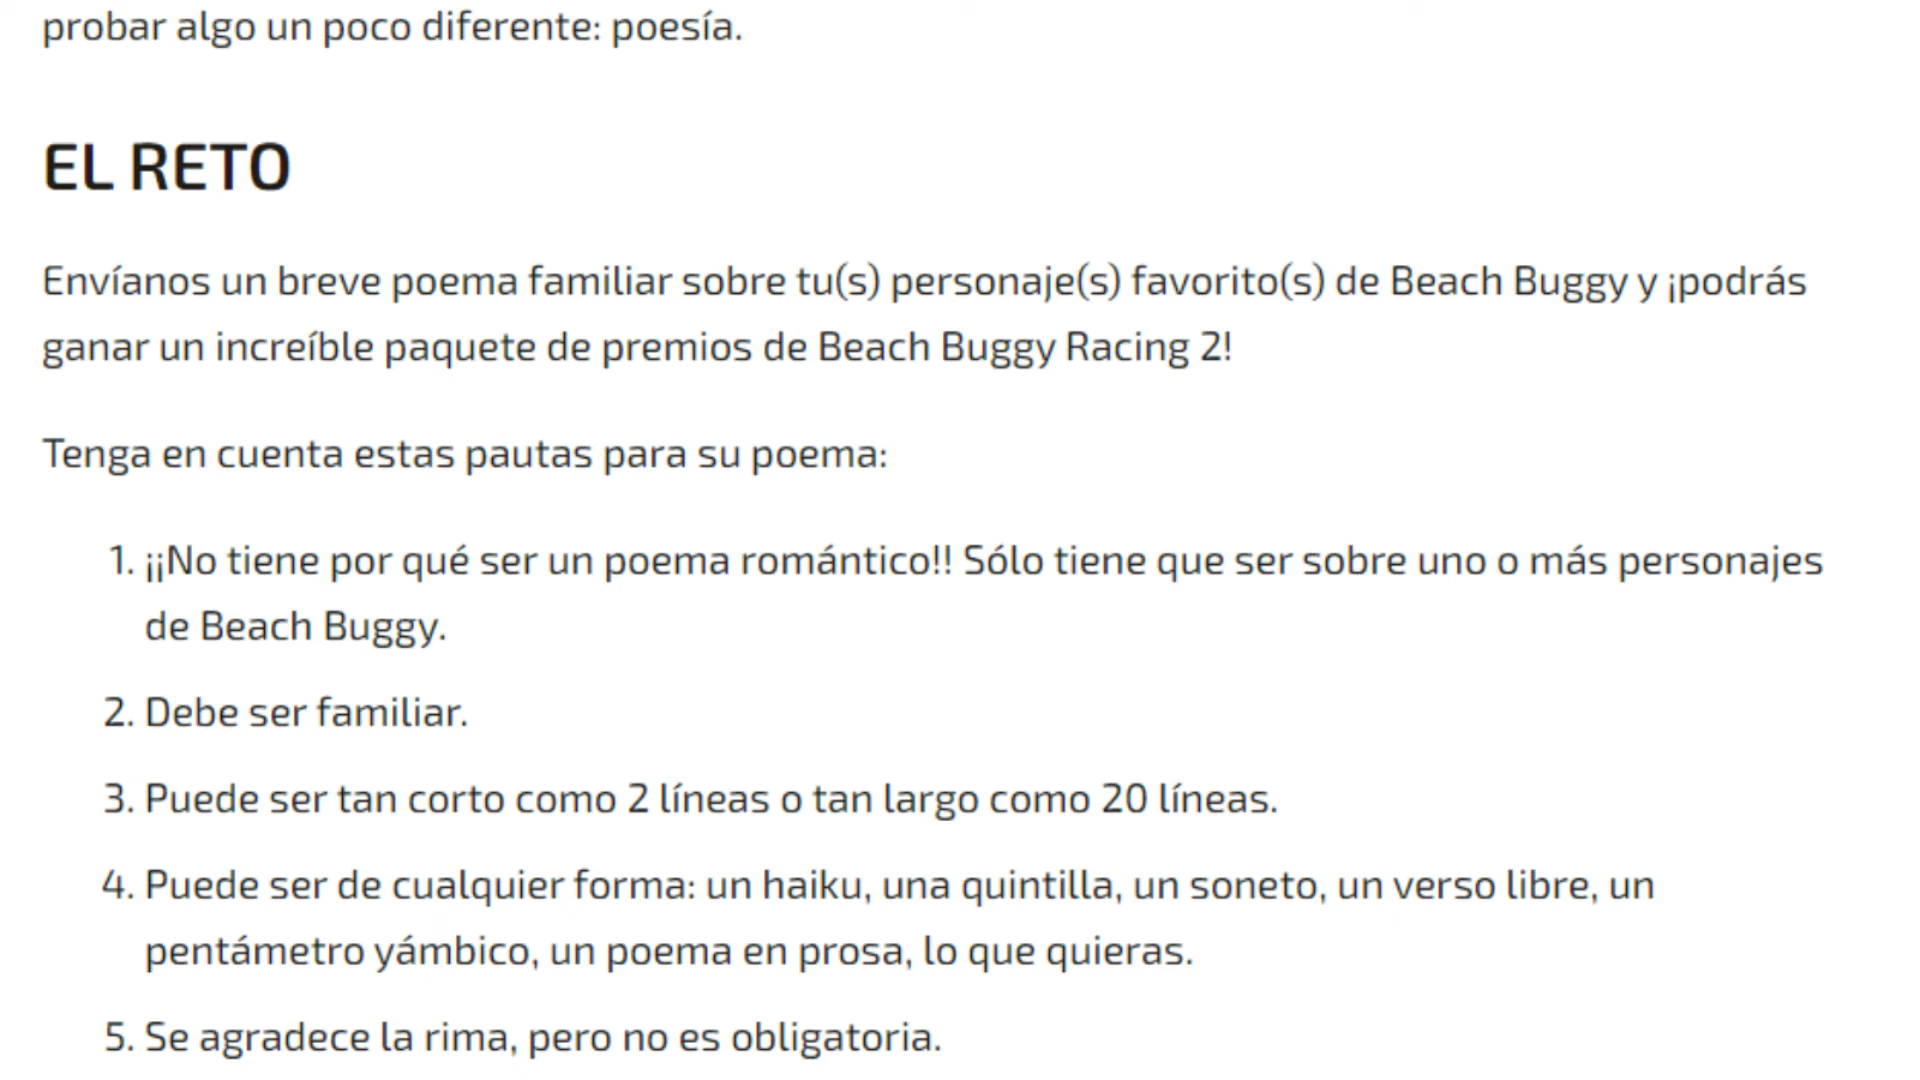 probar algo un poco diferente: poesía.
EL RETO
Envíanos un breve poema familiar sobre tu(s) personaje(s) favorito(s) de Beach Buggy y ¡podrás
ganar un increíble paquete de premios de Beach Buggy Racing 2!
Tenga en cuenta estas pautas para su poema:
1. ¡¡No tiene por qué ser un poema romántico!! Sólo tiene que ser sobre uno o más personajes
de Beach Buggy.
2. Debe ser familiar.
3. Puede ser tan corto como 2 líneas o tan largo como 20 líneas.
4. Puede ser de cualquier forma: un haiku, una quintilla, un soneto, un verso libre, un
pentámetro yámbico, un poema en prosa, lo que quieras.
5. Se agradece la rima, pero no es obligatoria.